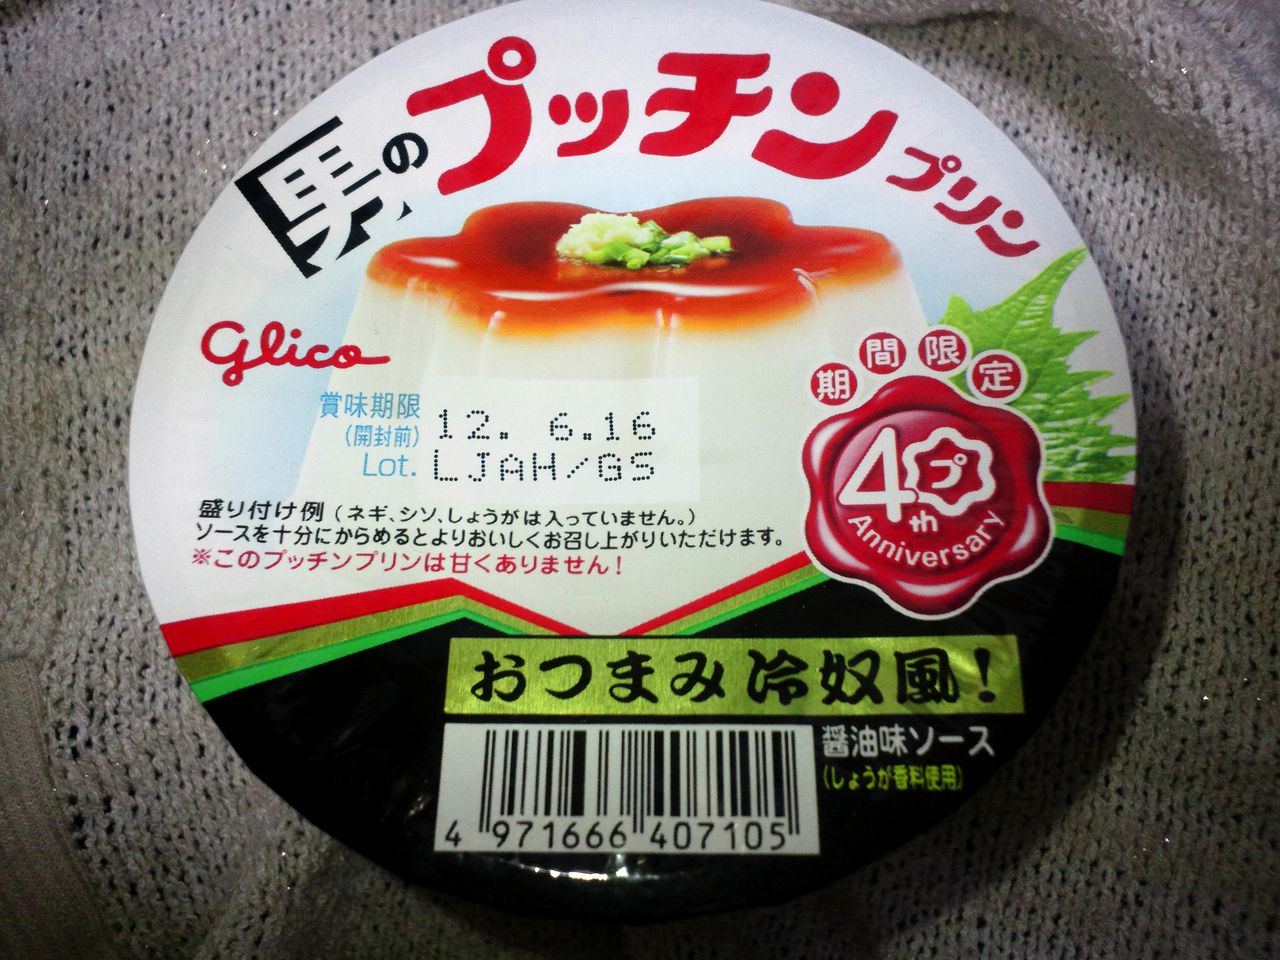 男のプッチンプリン
glico
期間限定
40th
プ
Anniversary
賞味期限
(開封前)
12. 6.16
Lot.
LJAH/GS
盛り付け例(ネギ、シソ、しょうがは入っていません。)
ソースを十分にからめるとよりおいしくお召し上がりいただけます。
※このプッチンプリンは甘くありません!
おつまみ冷奴風!
醤油味ソース
(しょうが香料使用)
4 971666 407105